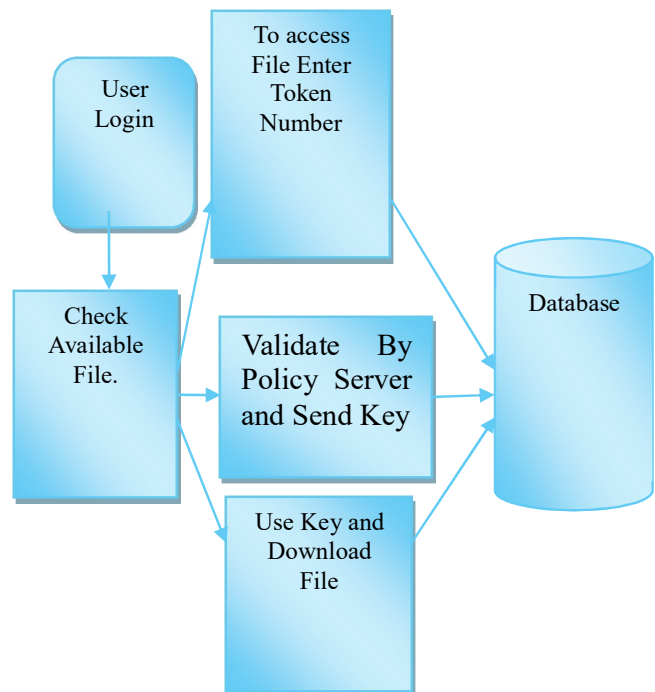 User
Login
To access
File Enter
Token
Number
Check
Available
File.
Validate By
Policy Server
and Send Key
Database
Use Key and
Download
File